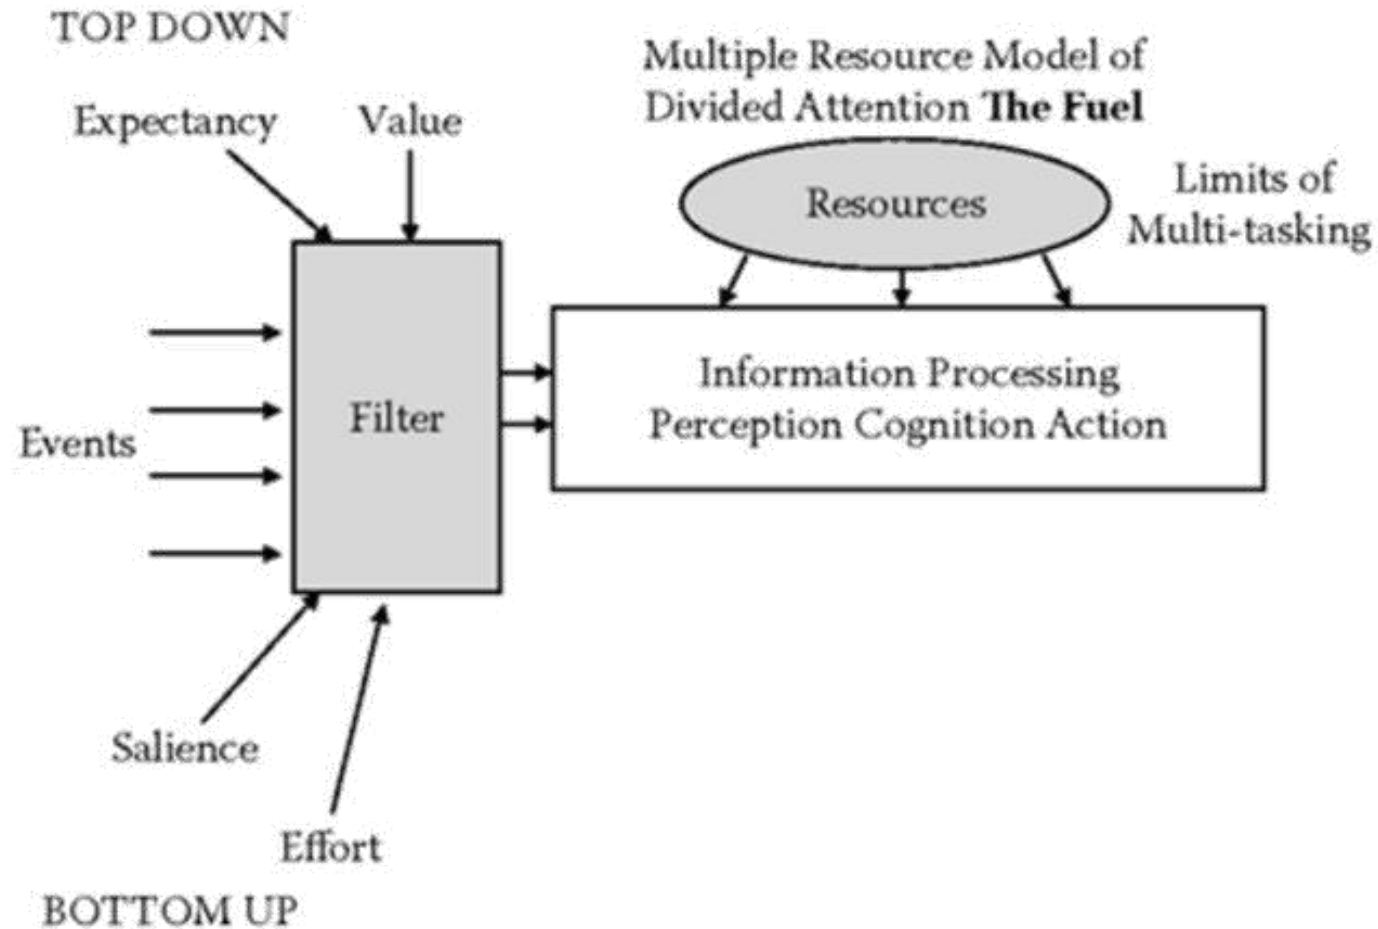 TOP DOWN
Expectancy
Value
Multiple Resource Model of
Divided Attention The Fuel
Resources
Limits of
Multi-tasking
Events
Filter
Information Processing
Perception Cognition Action
Salience
Effort
BOTTOM UP